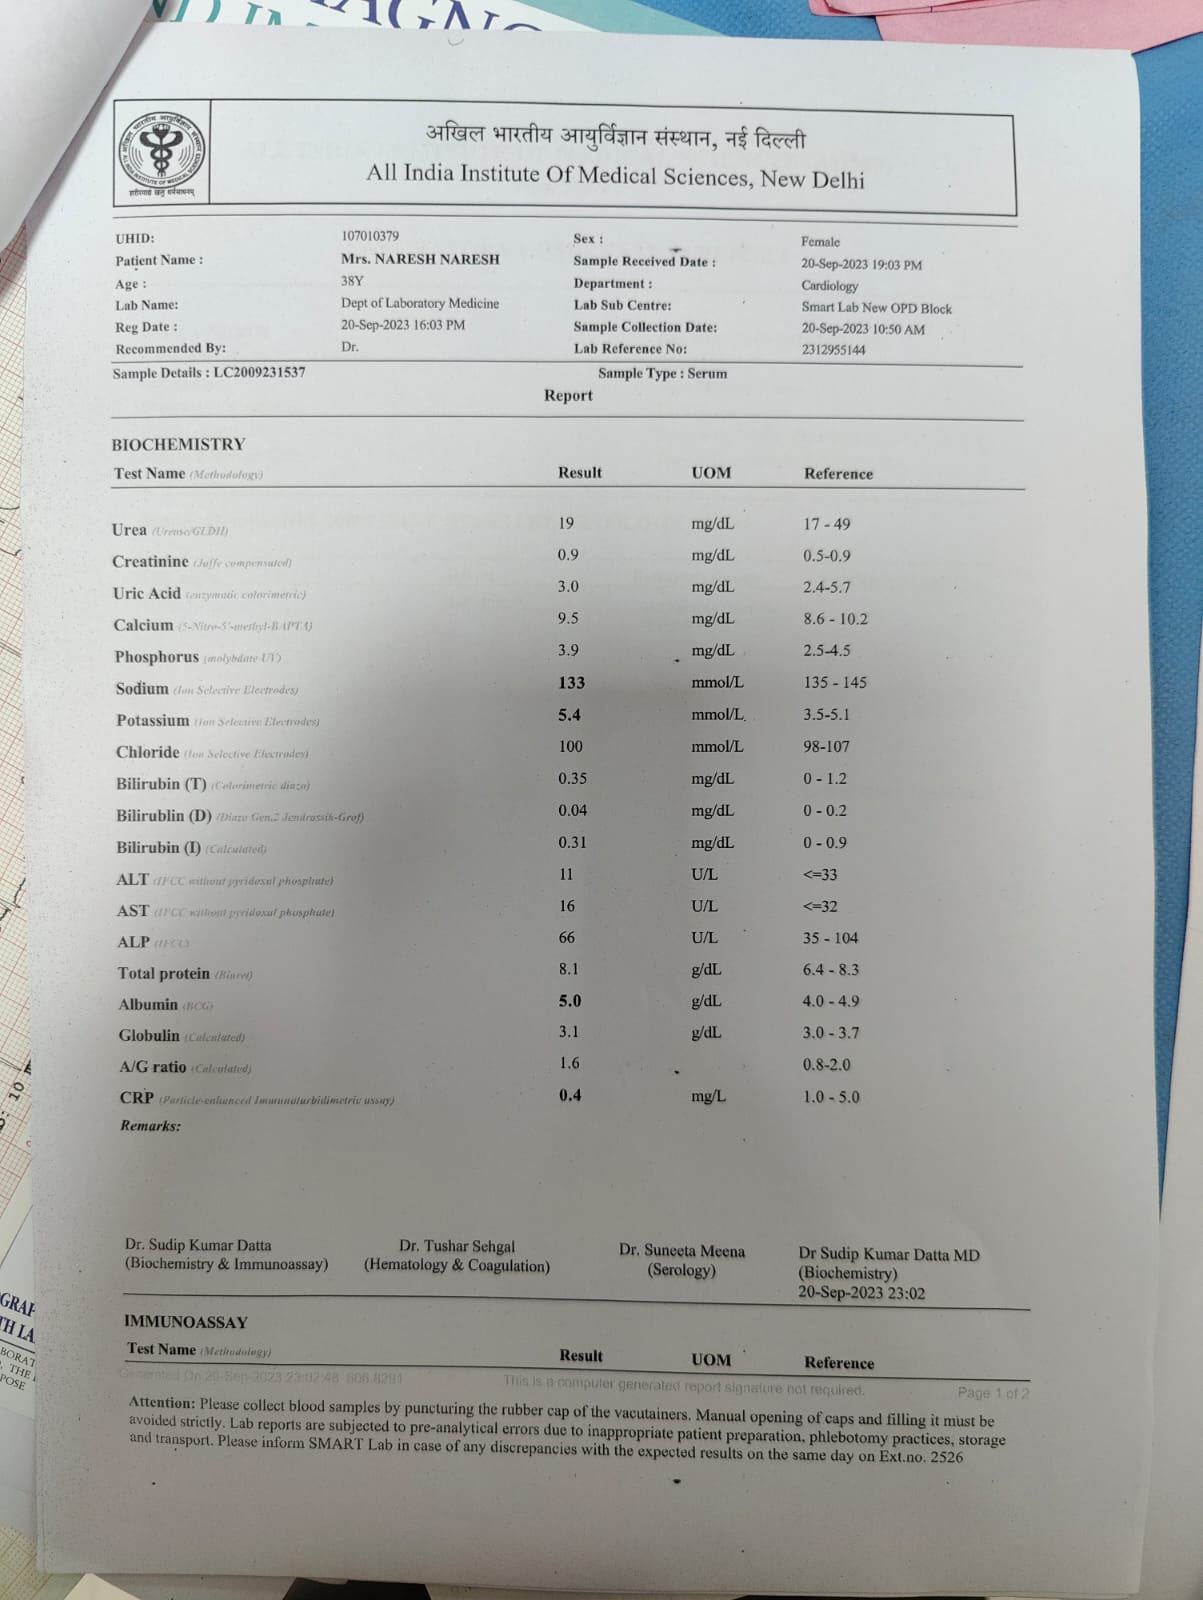 AGNO
अखिल भारतीय आयुर्विज्ञान संस्थान, नई दिल्ली
All India Institute Of Medical Sciences, New Delhi
UHID: 107010379 Sex : Female
Patient Name : Mrs. NARESH NARESH Sample Received Date : 20-Sep-2023 19:03 PM
Age : 38Y Department : Cardiology
Lab Name: Dept of Laboratory Medicine Lab Sub Centre: Smart Lab New OPD Block
Reg Date : 20-Sep-2023 16:03 PM Sample Collection Date: 20-Sep-2023 10:50 AM
Recommended By: Dr. Lab Reference No: 2312955144
Sample Details : LC2009231537 Sample Type : Serum
Report
BIOCHEMISTRY
Test Name (Methodology) Result UOM Reference
Urea (Urease/GLDH) 19 mg/dL 17 - 49
Creatinine (Jaffe compensated) 0.9 mg/dL 0.5-0.9
Uric Acid (enzymatic colorimetric) 3.0 mg/dL 2.4-5.7
Calcium (5-Nitro-5'-methyl-BAPTA) 9.5 mg/dL 8.6 - 10.2
Phosphorus (molybdate UV) 3.9 mg/dL 2.5-4.5
Sodium (Ion Selective Electrodes) 133 mmol/L 135 - 145
Potassium (Ion Selective Electrodes) 5.4 mmol/L 3.5-5.1
Chloride (Ion Selective Electrodes) 100 mmol/L 98-107
Bilirubin (T) (Colorimetric diazo) 0.35 mg/dL 0 - 1.2
Bilirublin (D) (Diazo Gen.2 Jendrassik-Grof) 0.04 mg/dL 0 - 0.2
Bilirubin (I) (Calculated) 0.31 mg/dL 0 - 0.9
ALT (IFCC without pyridoxal phosphate) 11 U/L <=33
AST (IFCC without pyridoxal phosphate) 16 U/L <=32
ALP (IFCC) 66 U/L 35 - 104
Total protein (Biuret) 8.1 g/dL 6.4 - 8.3
Albumin (BCG) 5.0 g/dL 4.0 - 4.9
Globulin (Calculated) 3.1 g/dL 3.0 - 3.7
A/G ratio (Calculated) 1.6 0.8-2.0
CRP (Particle-enhanced Immunoturbidimetric assay) 0.4 mg/L 1.0 - 5.0
Remarks:
Dr. Sudip Kumar Datta Dr. Tushar Sehgal Dr. Suneeta Meena Dr Sudip Kumar Datta MD
(Biochemistry & Immunoassay) (Hematology & Coagulation) (Serology) (Biochemistry)
20-Sep-2023 23:02
IMMUNOASSAY
Test Name (Methodology) Result UOM Reference
Generated On 20-Sep-2023 23:02:48 606.8291 This is a computer generated report signature not required. Page 1 of 2
Attention: Please collect blood samples by puncturing the rubber cap of the vacutainers. Manual opening of caps and filling it must be
avoided strictly. Lab reports are subjected to pre-analytical errors due to inappropriate patient preparation, phlebotomy practices, storage
and transport. Please inform SMART Lab in case of any discrepancies with the expected results on the same day on Ext.no. 2526